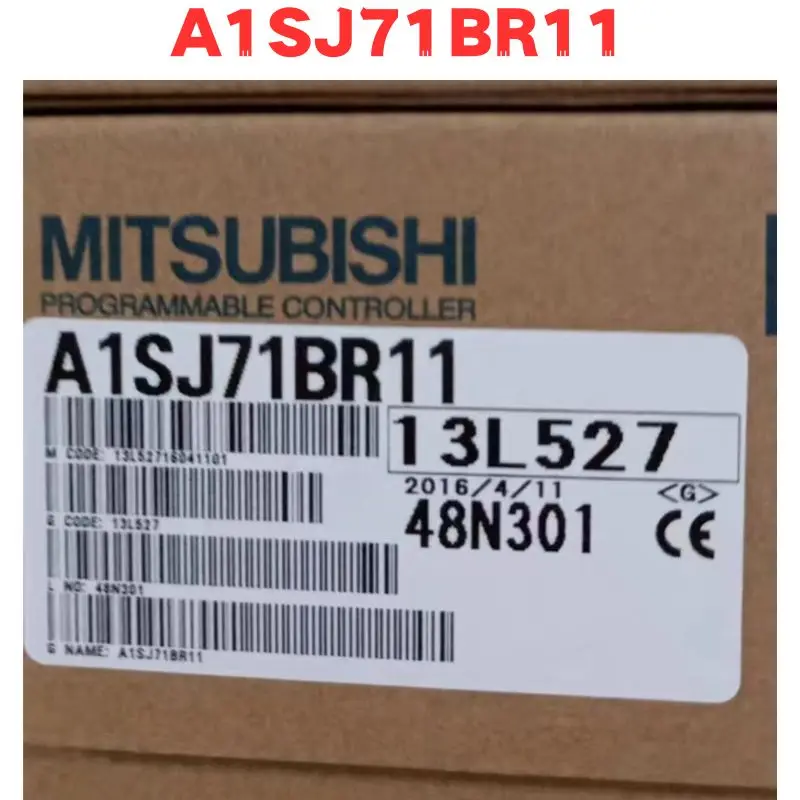 A1SJ71BR11
MITSUBISHI
PROGRAMMABLE CONTROLLER
A1SJ71BR11
13L527
M CODE: 13L52716041101
2016/4/11 <G>
48N301 CE
G CODE: 13L527
L NO: 48N301
G NAME: A1SJ71BR11